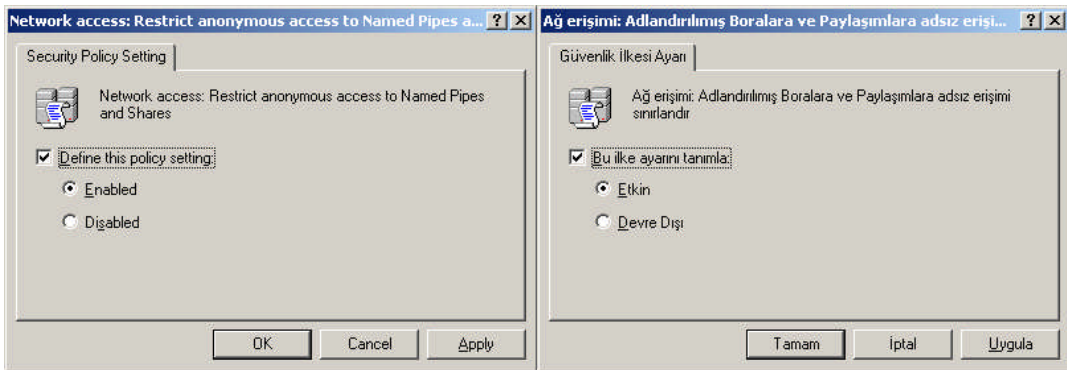 Network access: Restrict anonymous access to Named Pipes a...
Security Policy Setting
Network access: Restrict anonymous access to Named Pipes
and Shares
Define this policy setting:
Enabled
Disabled
OK Cancel Apply
Ağ erişimi: Adlandırılımış Boralara ve Paylaşımlara adsız erişi...
Güvenlik İlkesi Ayarı
Ağ erişimi: Adlandırılımış Boralara ve Paylaşımlara adsız erişimi
sınırlandır
Bu ilke ayarını tanımla:
Etkin
Devre Dışı
Tamam İptal Uygula